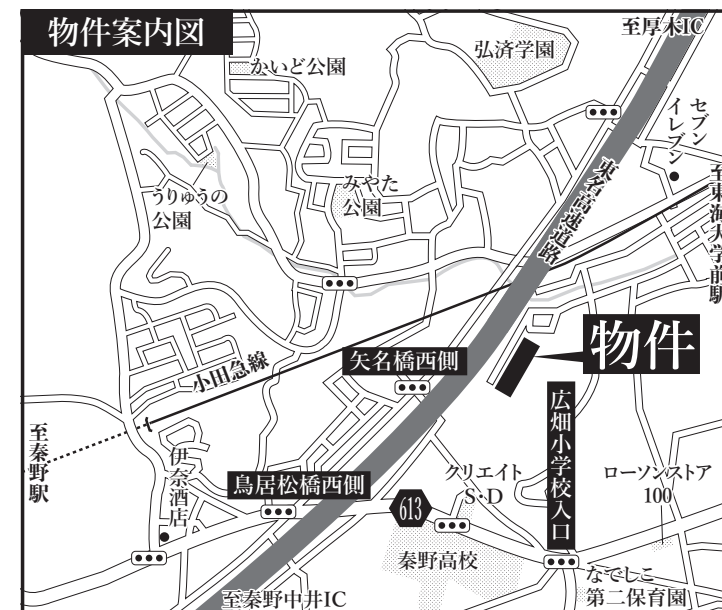 物件案内図
至厚木IC
弘済学園
かいど公園
セブン
イレブン
東名高速道路
至東海大学前駅
うりゅうの
公園
みやた
公園
物件
矢名橋西側
小田急線
広畑小学校入口
至秦野駅
伊奈酒店
鳥居松橋西側
613
クリエイト
S・D
ローソンストア
100
秦野高校
なでしこ
第二保育園
至秦野中井IC